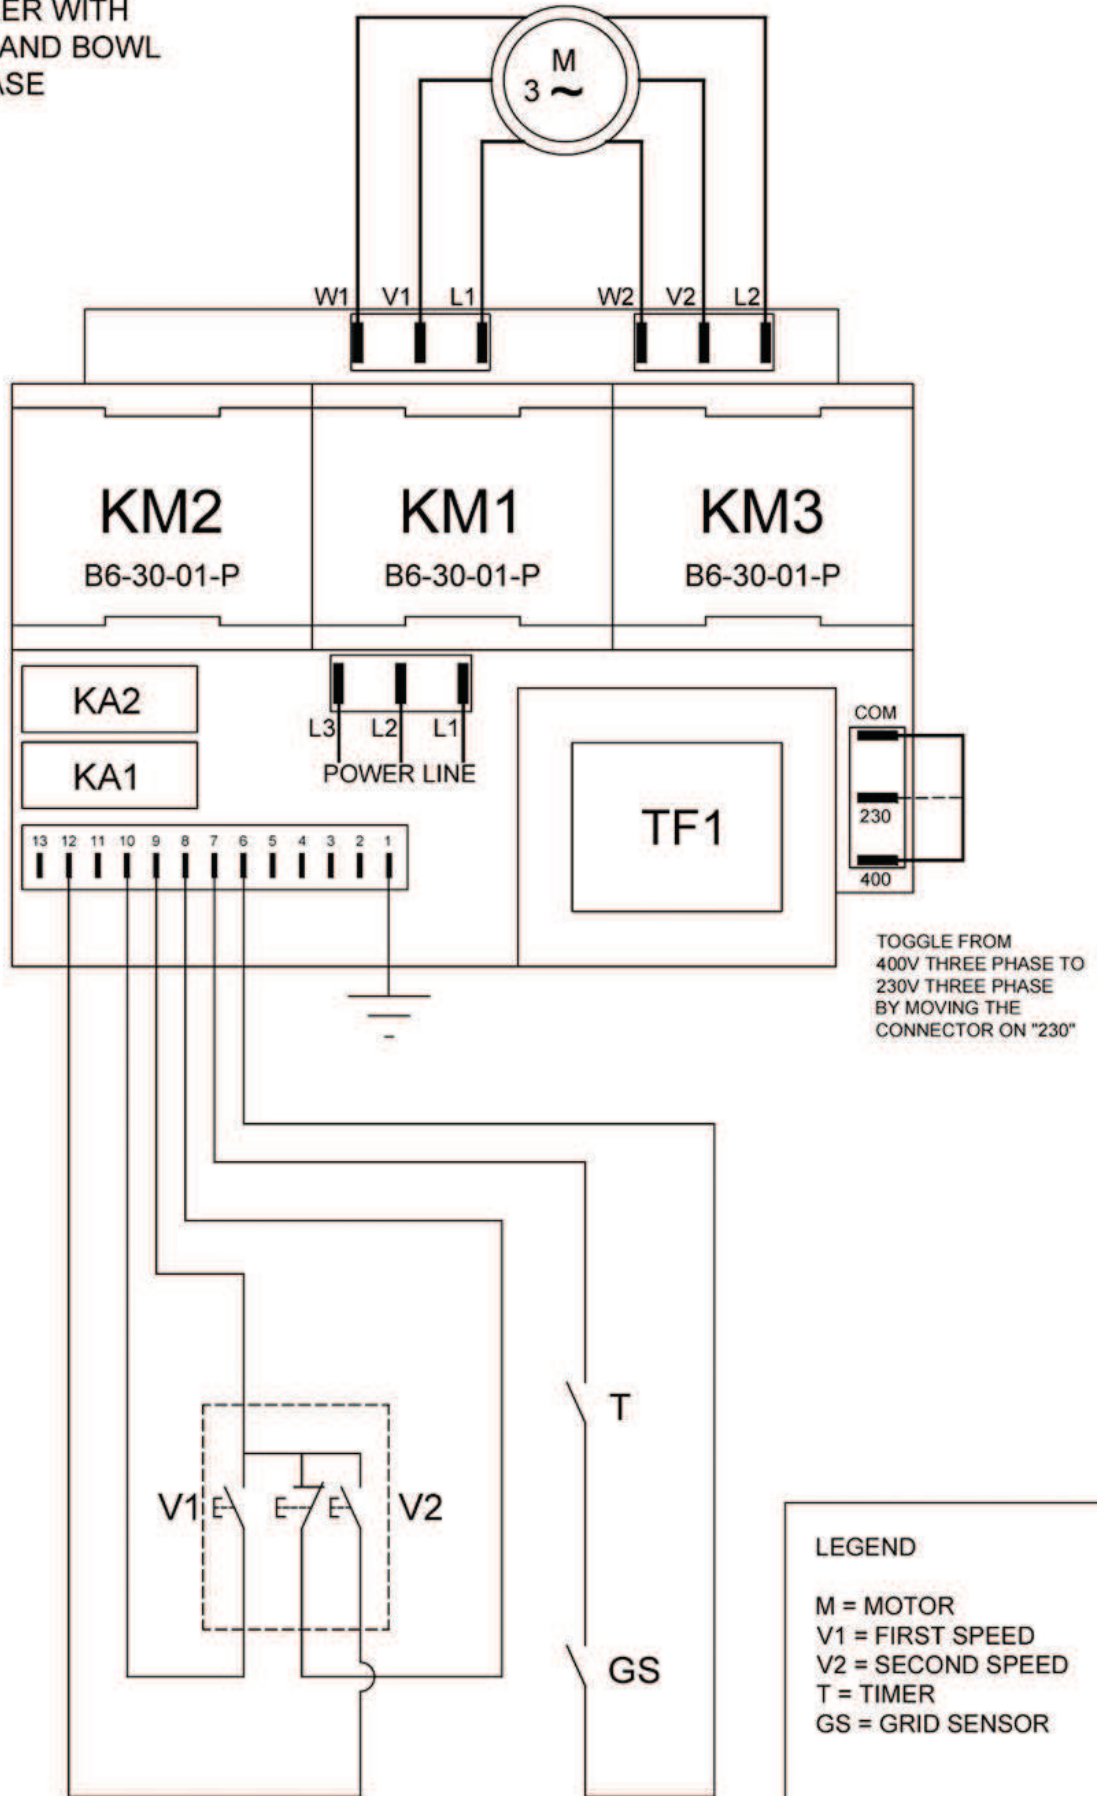 ER WITH
AND BOWL
ASE
M
3 ~
W1 V1 L1 W2 V2 L2
KM2 KM1 KM3
B6-30-01-P B6-30-01-P B6-30-01-P
KA2
KA1
L3 L2 L1
POWER LINE
TF1
COM
230
400
13 12 11 10 9 8 7 6 5 4 3 2 1
TOGGLE FROM
400V THREE PHASE TO
230V THREE PHASE
BY MOVING THE
CONNECTOR ON "230"
T
V1 V2
GS
LEGEND
M = MOTOR
V1 = FIRST SPEED
V2 = SECOND SPEED
T = TIMER
GS = GRID SENSOR